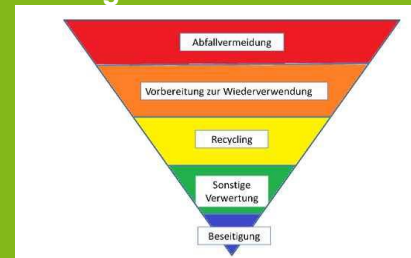 Abfallvermeidung
Vorbereitung zur Wiederverwendung
Recycling
Sonstige
Verwertung
Beseitigung